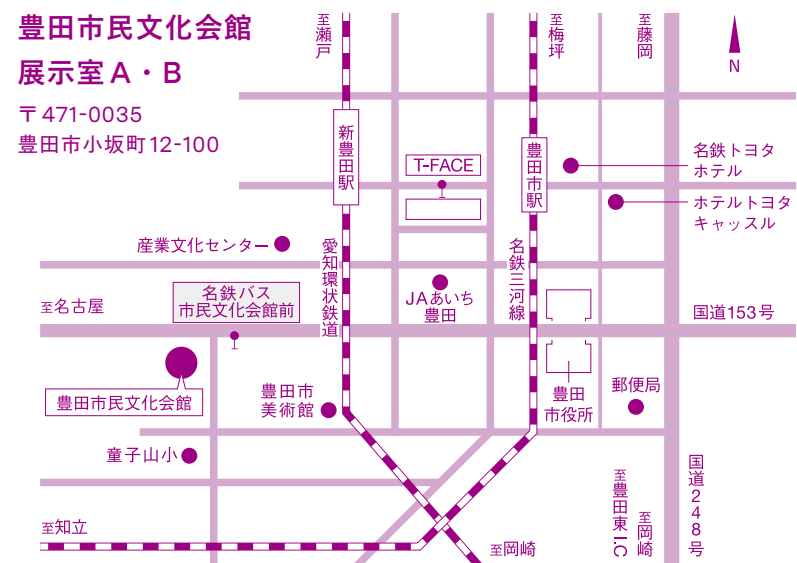 豊田市民文化会館
展示室A・B
〒471-0035
豊田市小坂町12-100
至瀬戸
至梅坪
至藤岡
N
新豊田駅
T-FACE
豊田市駅
名鉄トヨタ
ホテル
ホテルトヨタ
キャッスル
産業文化センター
愛知環状鉄道
名鉄三河線
至名古屋
名鉄バス
市民文化会館前
JAあいち
豊田
国道153号
豊田市民文化会館
豊田市
美術館
豊田
市役所
郵便局
童子山小
至知立
至岡崎
至豊田東I.C
至岡崎
国道248号